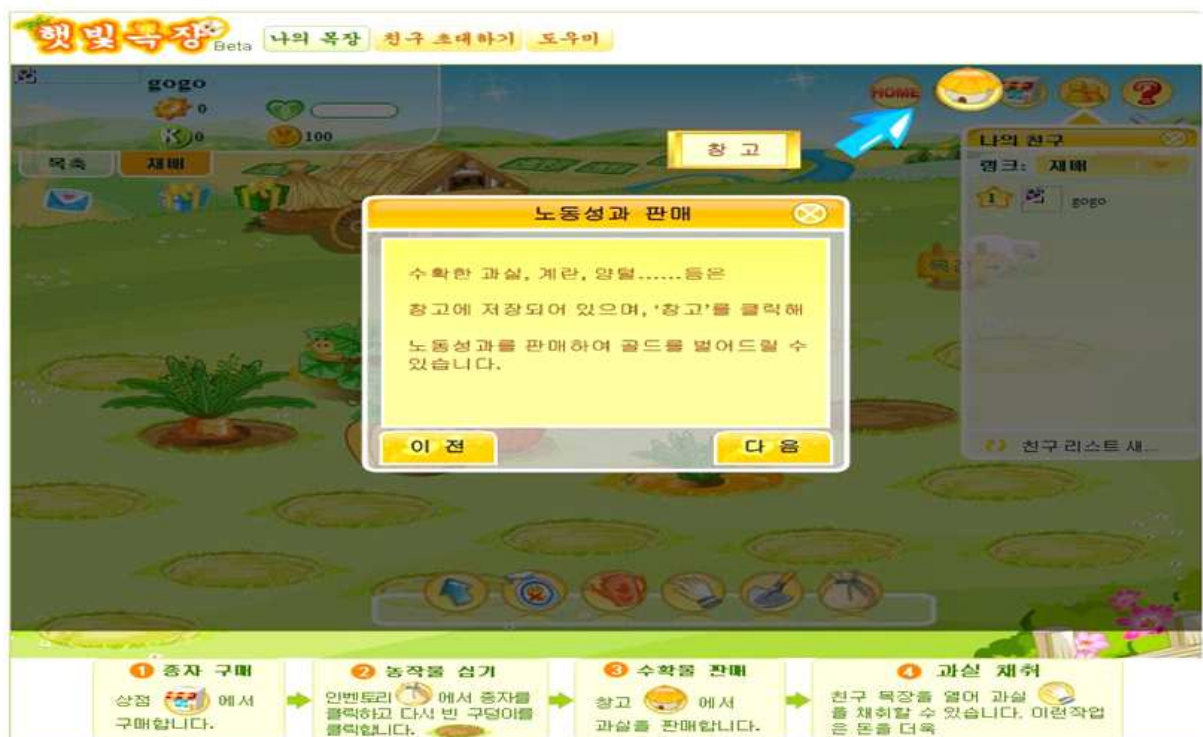 햇빛목장 Beta 나의 목장 친구 초대하기 도우미
gogo
0
K 0 100
목축 재배
HOME
창 고
나의 친구
랭크: 재배
1 gogo
노동성과 판매
수확한 과실, 계란, 양털......등은
창고에 저장되어 있으며, ‘창고’를 클릭해
노동성과를 판매하여 골드를 벌어드릴 수
있습니다.
이 전 다 음
친구 리스트 새...
1 종자 구매
상점 에서
구매합니다.
2 농작물 심기
인벤토리 에서 종자를
클릭하고 다시 빈 구덩이를
클릭합니다.
3 수확물 판매
창고 에서
과실을 판매합니다.
4 과실 채취
친구 목장을 열어 과실
을 채취할 수 있습니다. 이런작업
은 돈을 더욱